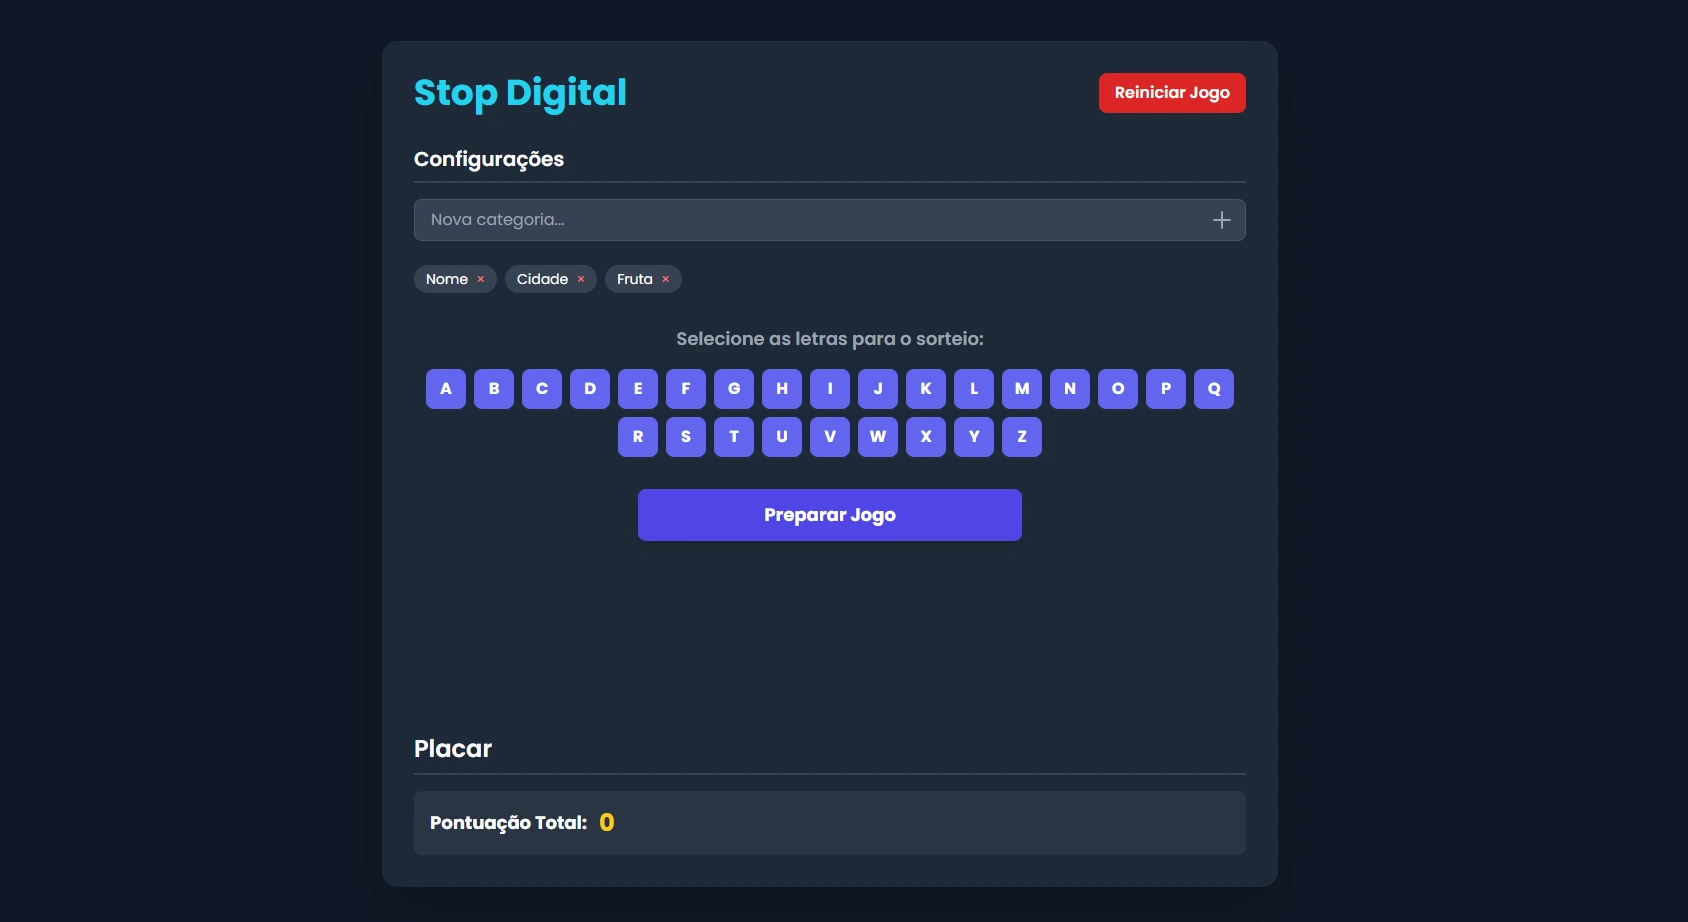 Stop Digital
Reiniciar Jogo
Configurações
Nova categoria...
Nome × Cidade × Fruta ×
Selecione as letras para o sorteio:
A B C D E F G H I J K L M N O P Q
R S T U V W X Y Z
Preparar Jogo
Placar
Pontuação Total: 0